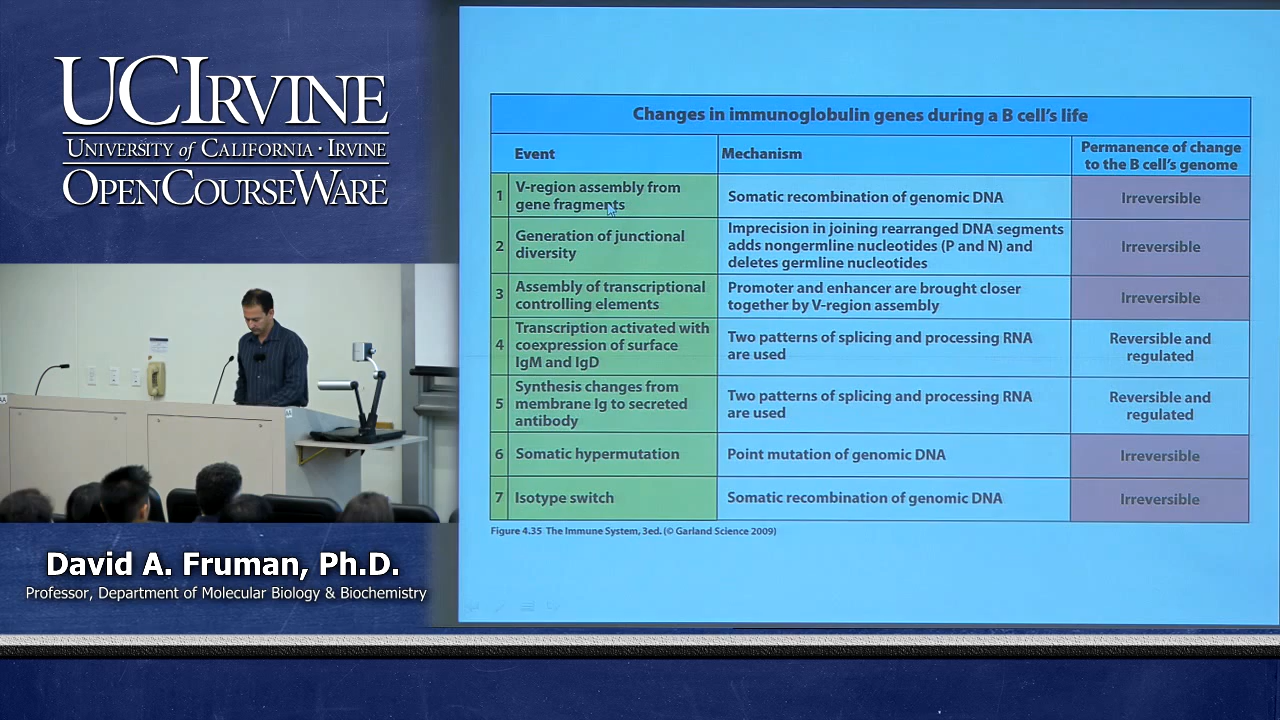 UCIRVINE
UNIVERSITY of CALIFORNIA · IRVINE
OPENCOURSEWARE
David A. Fruman, Ph.D.
Professor, Department of Molecular Biology & Biochemistry
Changes in immunoglobulin genes during a B cell's life
Event
Mechanism
Permanence of change
to the B cell's genome
1
V-region assembly from
gene fragments
Somatic recombination of genomic DNA
Irreversible
2
Generation of junctional
diversity
Imprecision in joining rearranged DNA segments
adds nongermline nucleotides (P and N) and
deletes germline nucleotides
Irreversible
3
Assembly of transcriptional
controlling elements
Promoter and enhancer are brought closer
together by V-region assembly
Irreversible
4
Transcription activated with
coexpression of surface
IgM and IgD
Two patterns of splicing and processing RNA
are used
Reversible and
regulated
5
Synthesis changes from
membrane Ig to secreted
antibody
Two patterns of splicing and processing RNA
are used
Reversible and
regulated
6
Somatic hypermutation
Point mutation of genomic DNA
Irreversible
7
Isotype switch
Somatic recombination of genomic DNA
Irreversible
Figure 4.35 The Immune System, 3ed. (© Garland Science 2009)